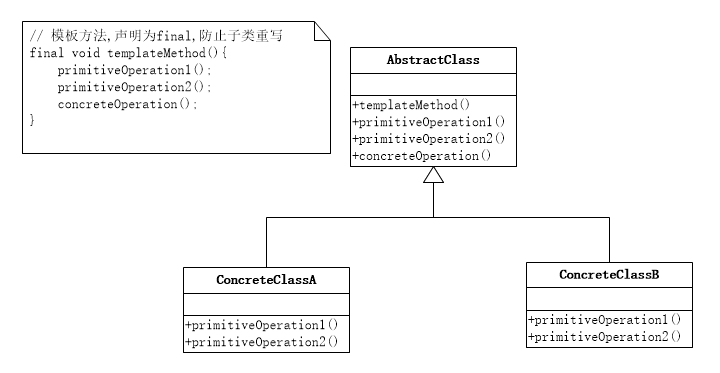 // 模板方法,声明为final,防止子类重写
final void templateMethod(){
    primitiveOperation1();
    primitiveOperation2();
    concreteOperation();
}
AbstractClass
+templateMethod()
+primitiveOperation1()
+primitiveOperation2()
+concreteOperation()
ConcreteClassA
+primitiveOperation1()
+primitiveOperation2()
ConcreteClassB
+primitiveOperation1()
+primitiveOperation2()